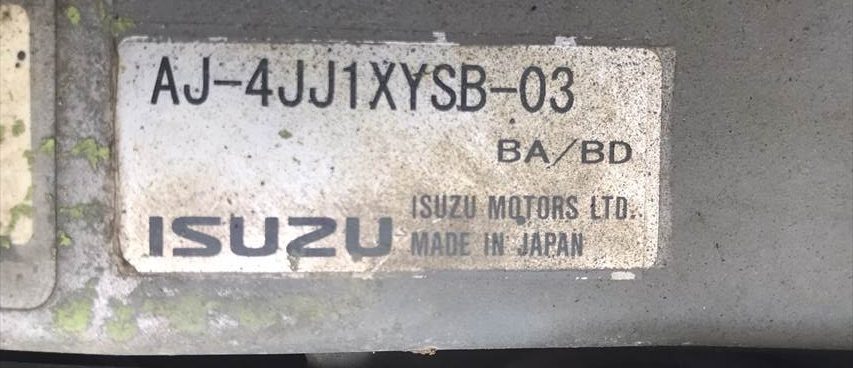 AJ-4JJ1XYSB-03
BA/BD
ISUZU
ISUZU MOTORS LTD.
MADE IN JAPAN